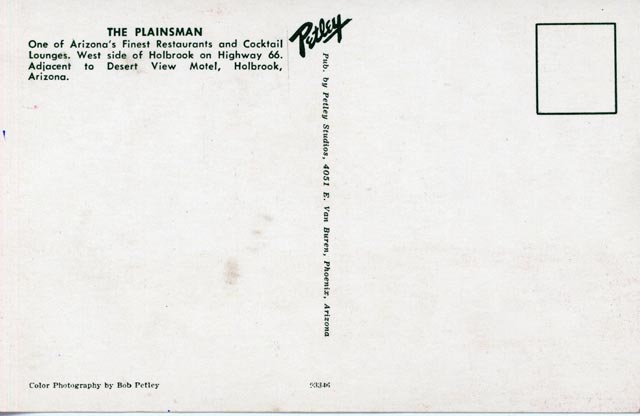 THE PLAINSMAN
One of Arizona's Finest Restaurants and Cocktail
Lounges. West side of Holbrook on Highway 66.
Adjacent to Desert View Motel, Holbrook,
Arizona.
Petley
Pub. by Petley Studios, 4051 E. Van Buren, Phoenix, Arizona
Color Photography by Bob Petley
93346